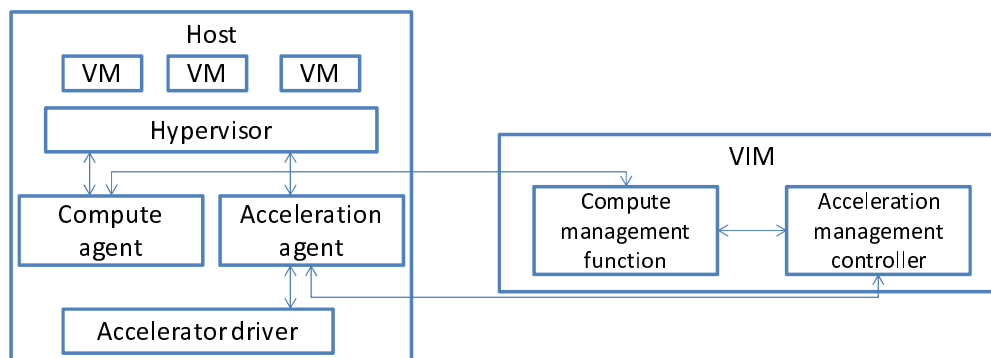 Host
VM
VM
VM
Hypervisor
Compute
agent
Acceleration
agent
Accelerator driver
VIM
Compute
management
function
Acceleration
management
controller